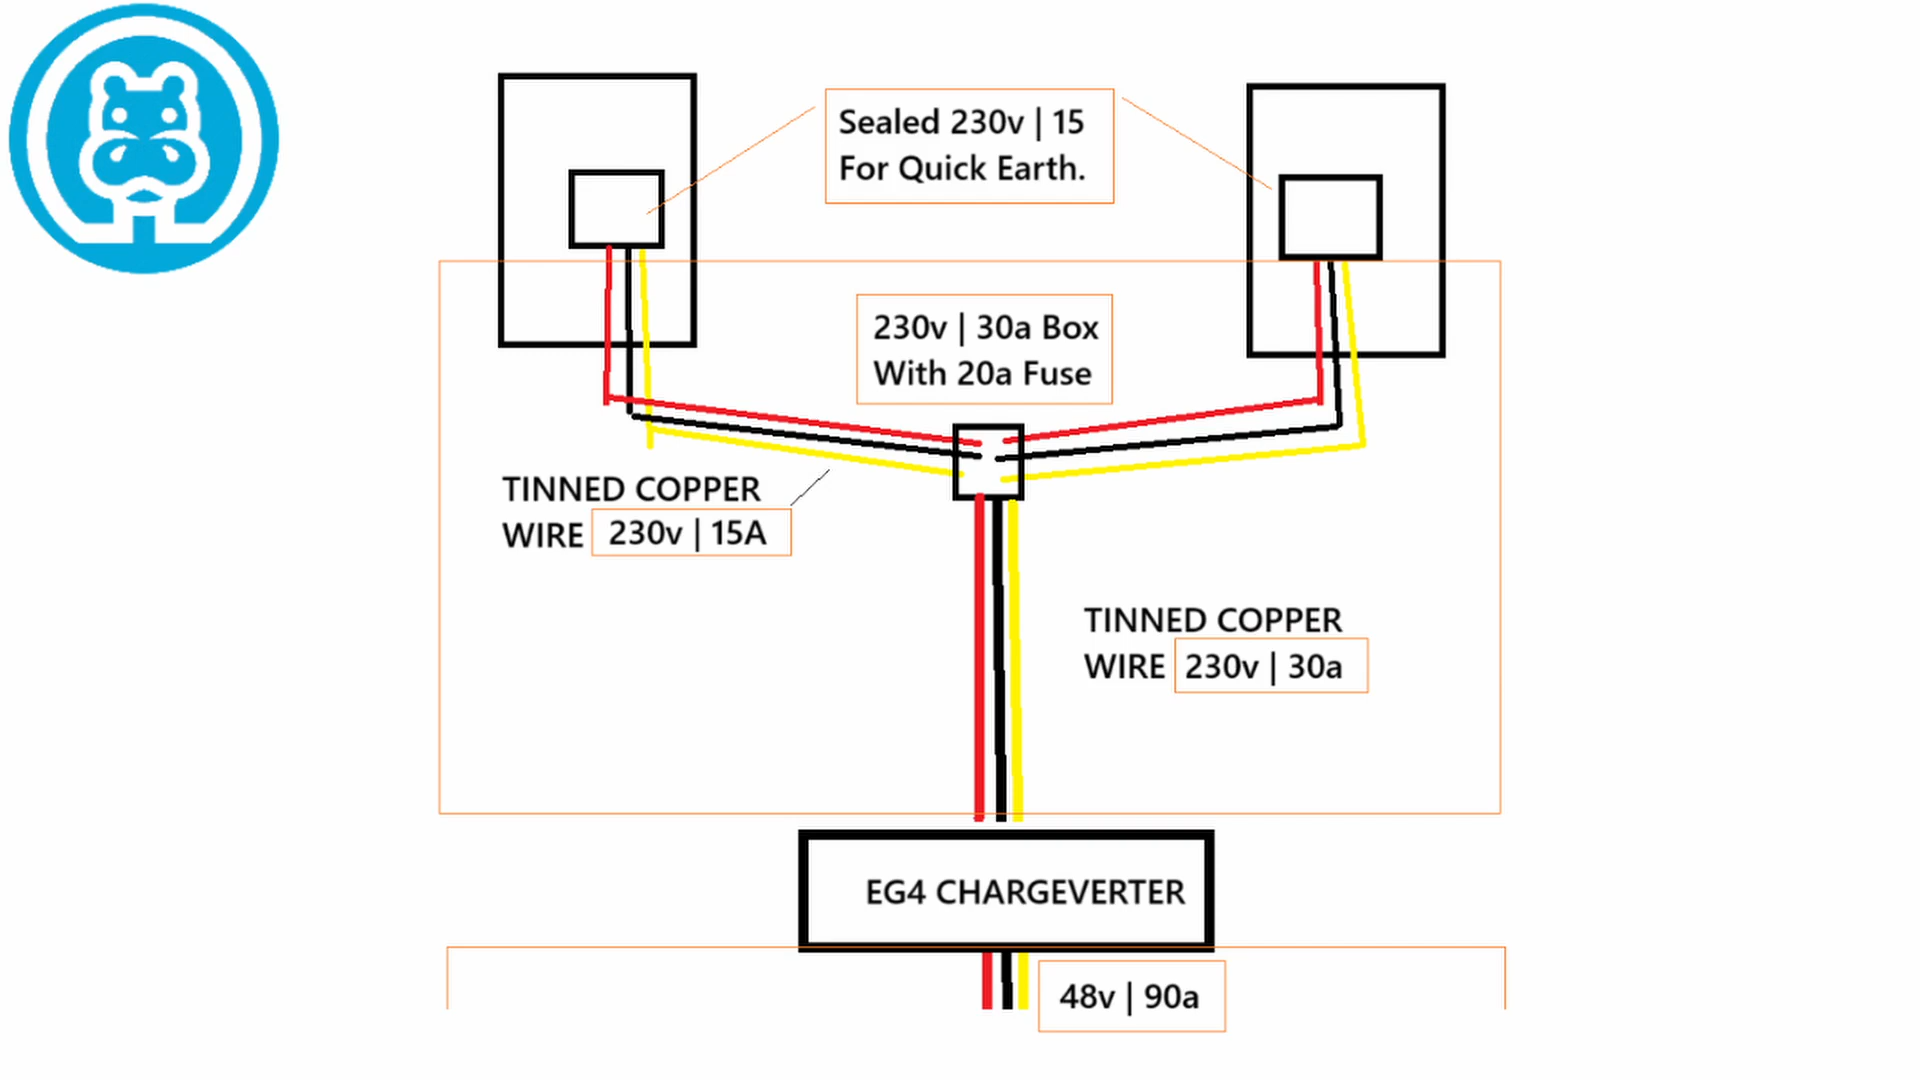 Sealed 230v | 15
For Quick Earth.
230v | 30a Box
With 20a Fuse
TINNED COPPER
WIRE 230v | 15A
TINNED COPPER
WIRE 230v | 30a
EG4 CHARGEVERTER
48v | 90a